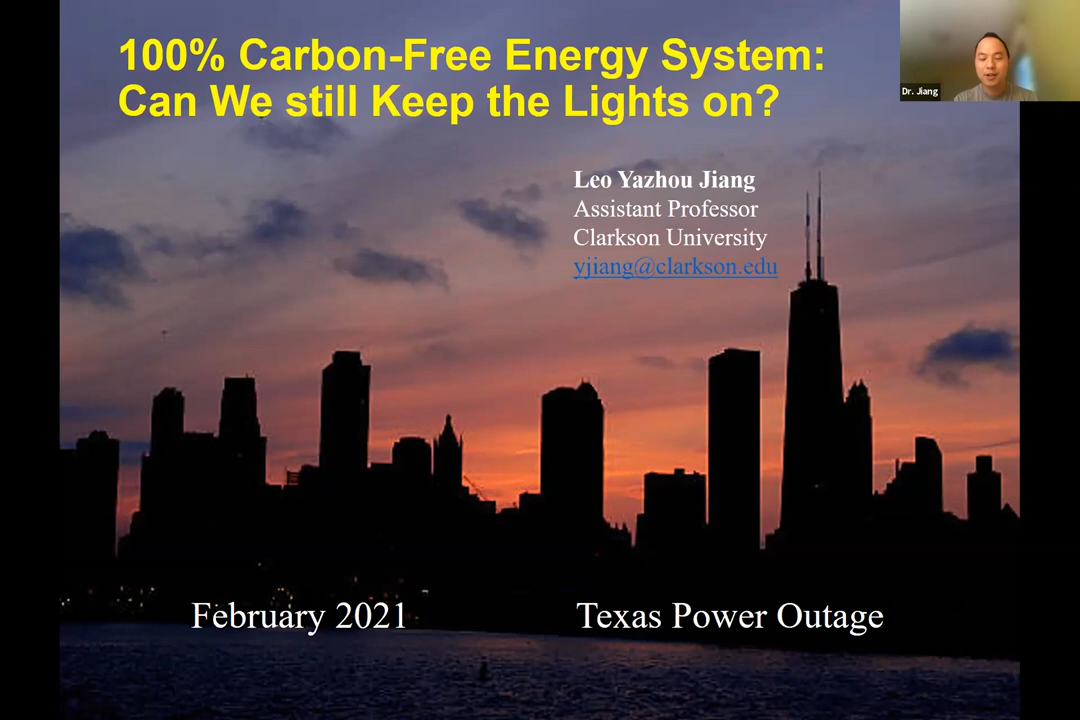 100% Carbon-Free Energy System:
Can We still Keep the Lights on?
Dr. Jiang
Leo Yazhou Jiang
Assistant Professor
Clarkson University
yjiang@clarkson.edu
February 2021
Texas Power Outage